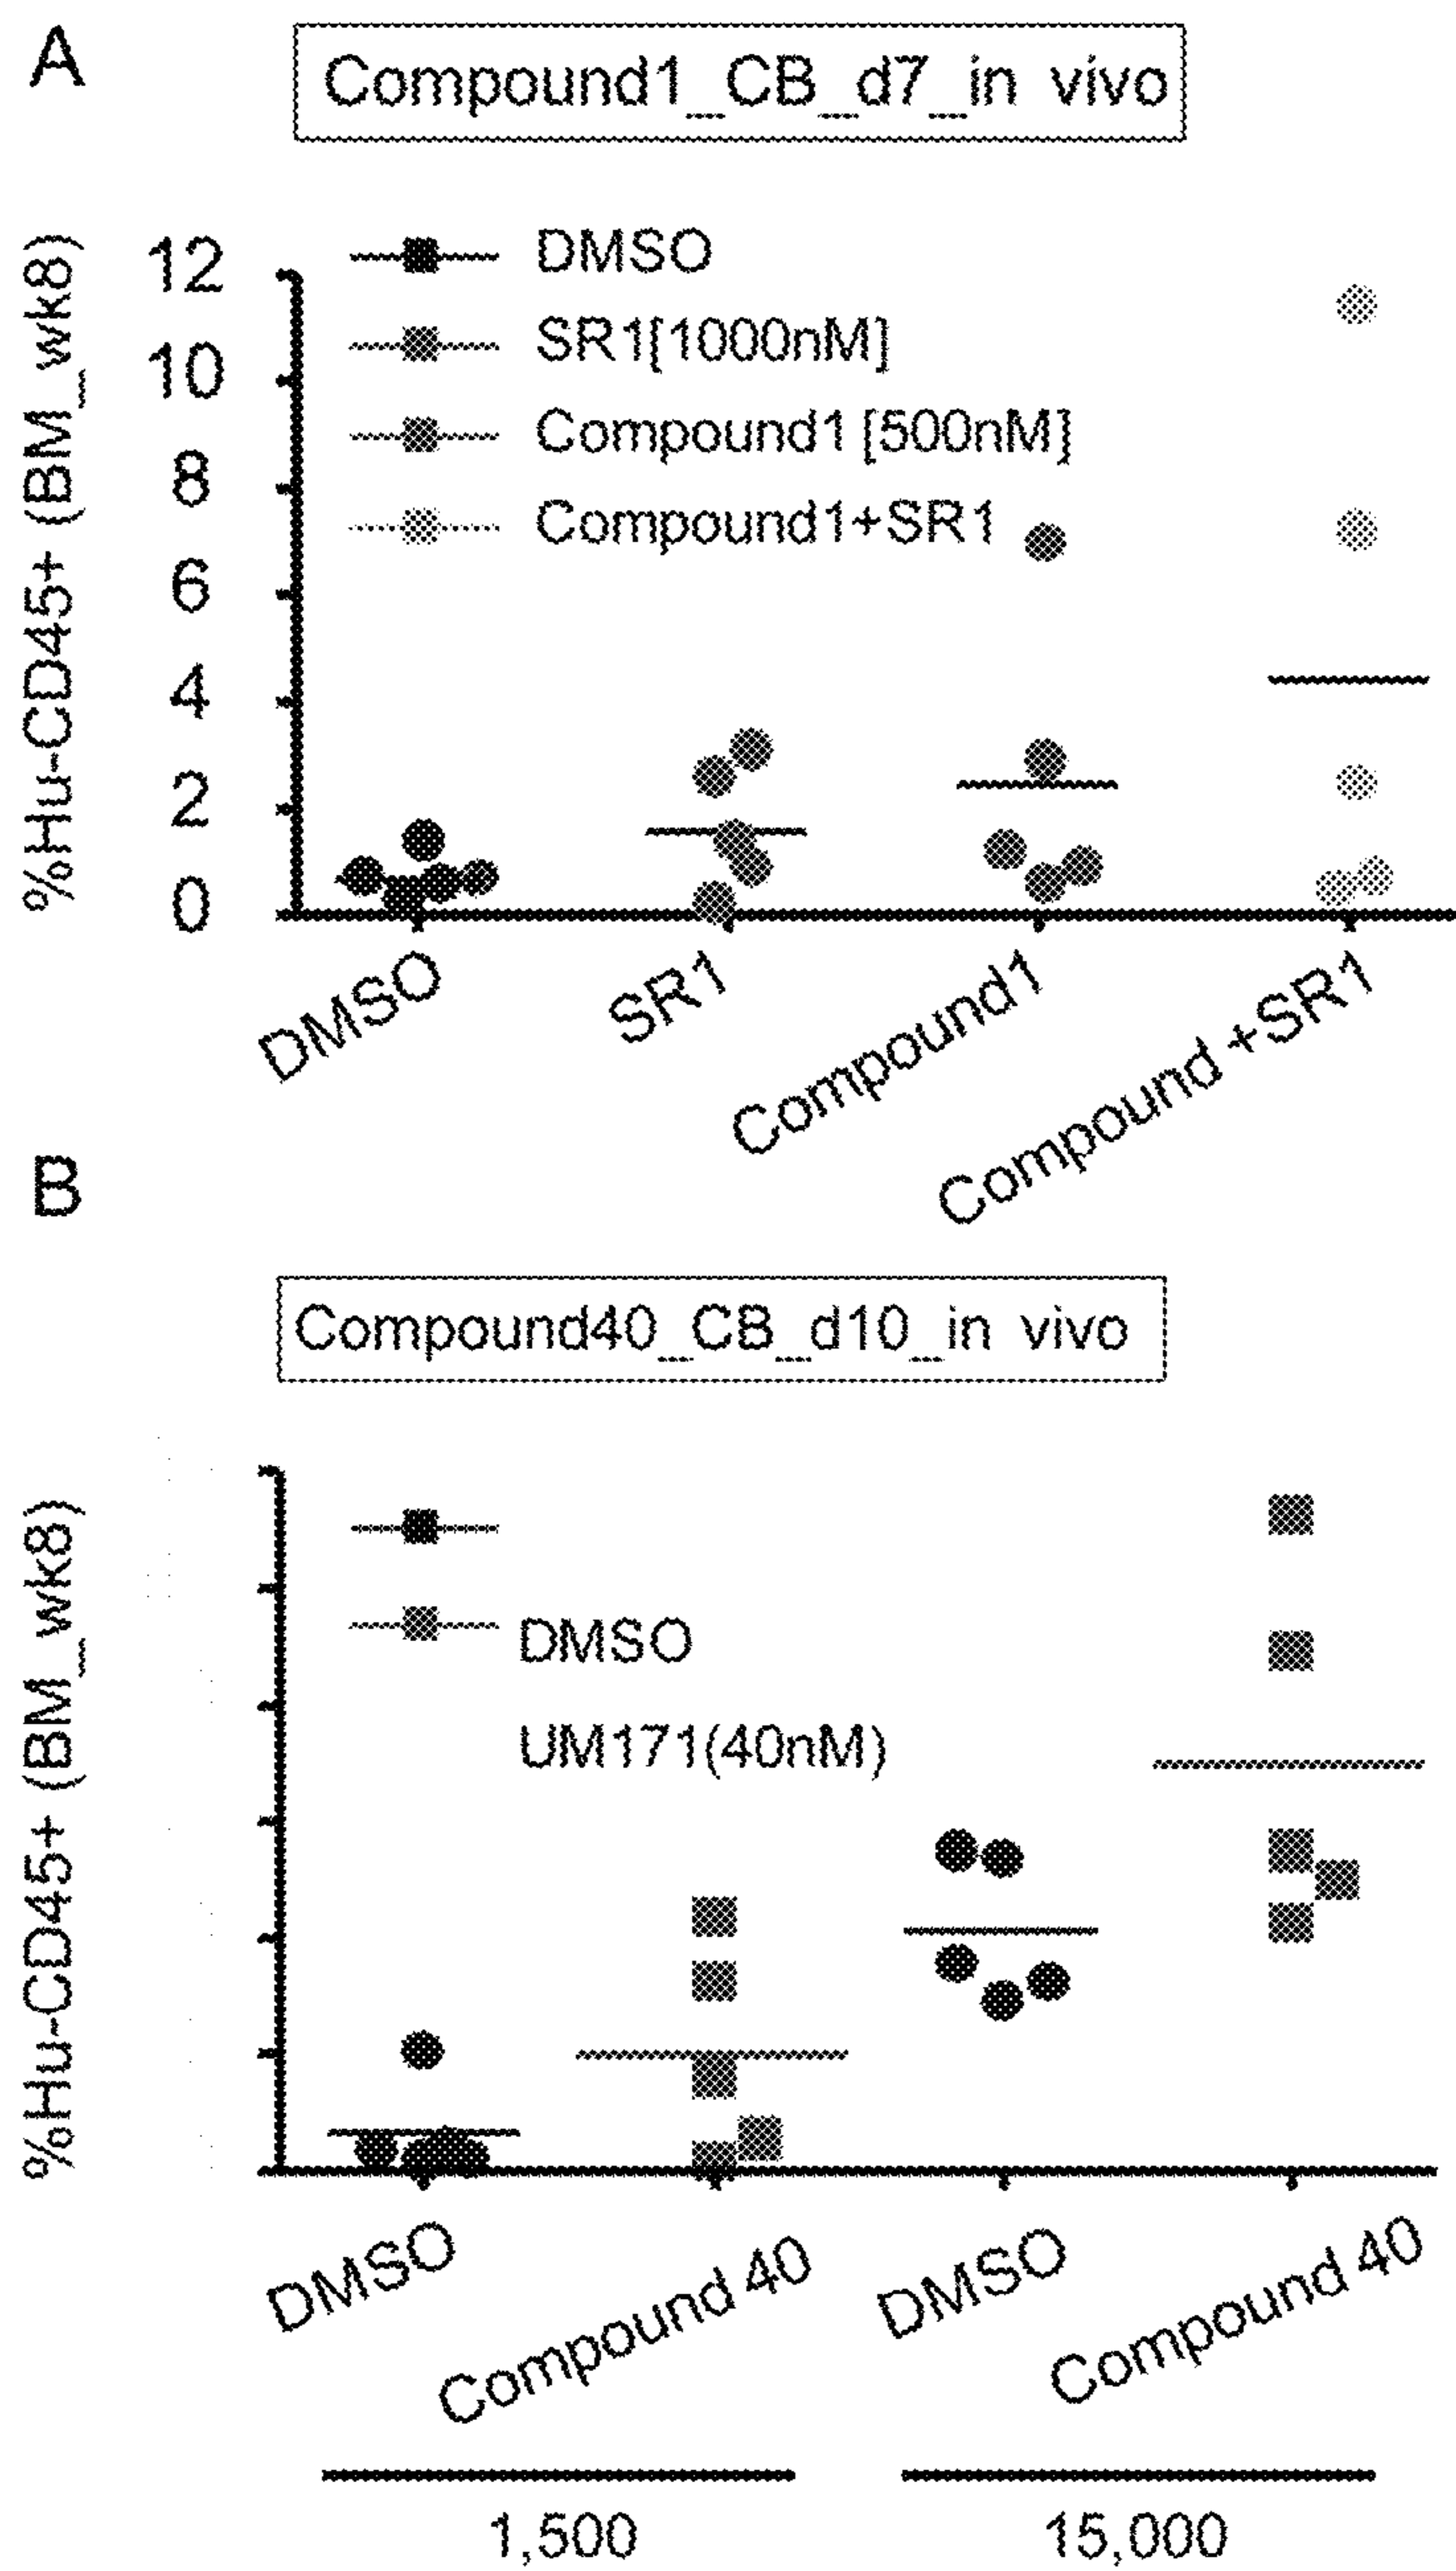 A
Compound1_CB_d7_in vivo
%Hu-CD45+ (BM_wk8)
12
10
8
6
4
2
0
DMSO
SR1[1000nM]
Compound1 [500nM]
Compound1+SR1
DMSO
SR1
Compound1
Compound +SR1
B
Compound40_CB_d10_in vivo
%Hu-CD45+ (BM_wk8)
DMSO
UM171(40nM)
DMSO
Compound 40
DMSO
Compound 40
1,500
15,000